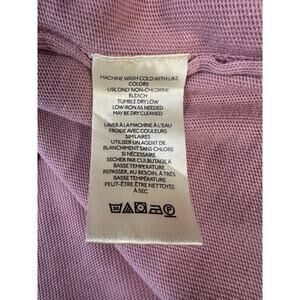 MACHINE WASH COLD WITH LIKE
COLORS
USE ONLY NON-CHLORINE
BLEACH
TUMBLE DRY LOW
LOW IRON AS NEEDED
MAY BE DRY CLEANED
LAVER À LA MACHINE À L'EAU
FROIDE AVEC COULEURS
SIMILAIRES
UTILISER UN AGENT DE
BLANCHIMENT SANS CHLORE
SI NÉCESSAIRE
SECHER PAR CULBUTAGE À
BASSE TEMPERATURE
REPASSER, AU BESOIN, À TRÈS
BASSE TEMPÉRATURE
PEUT-ÊTRE ÊTRE NETTOYÉE
À SEC